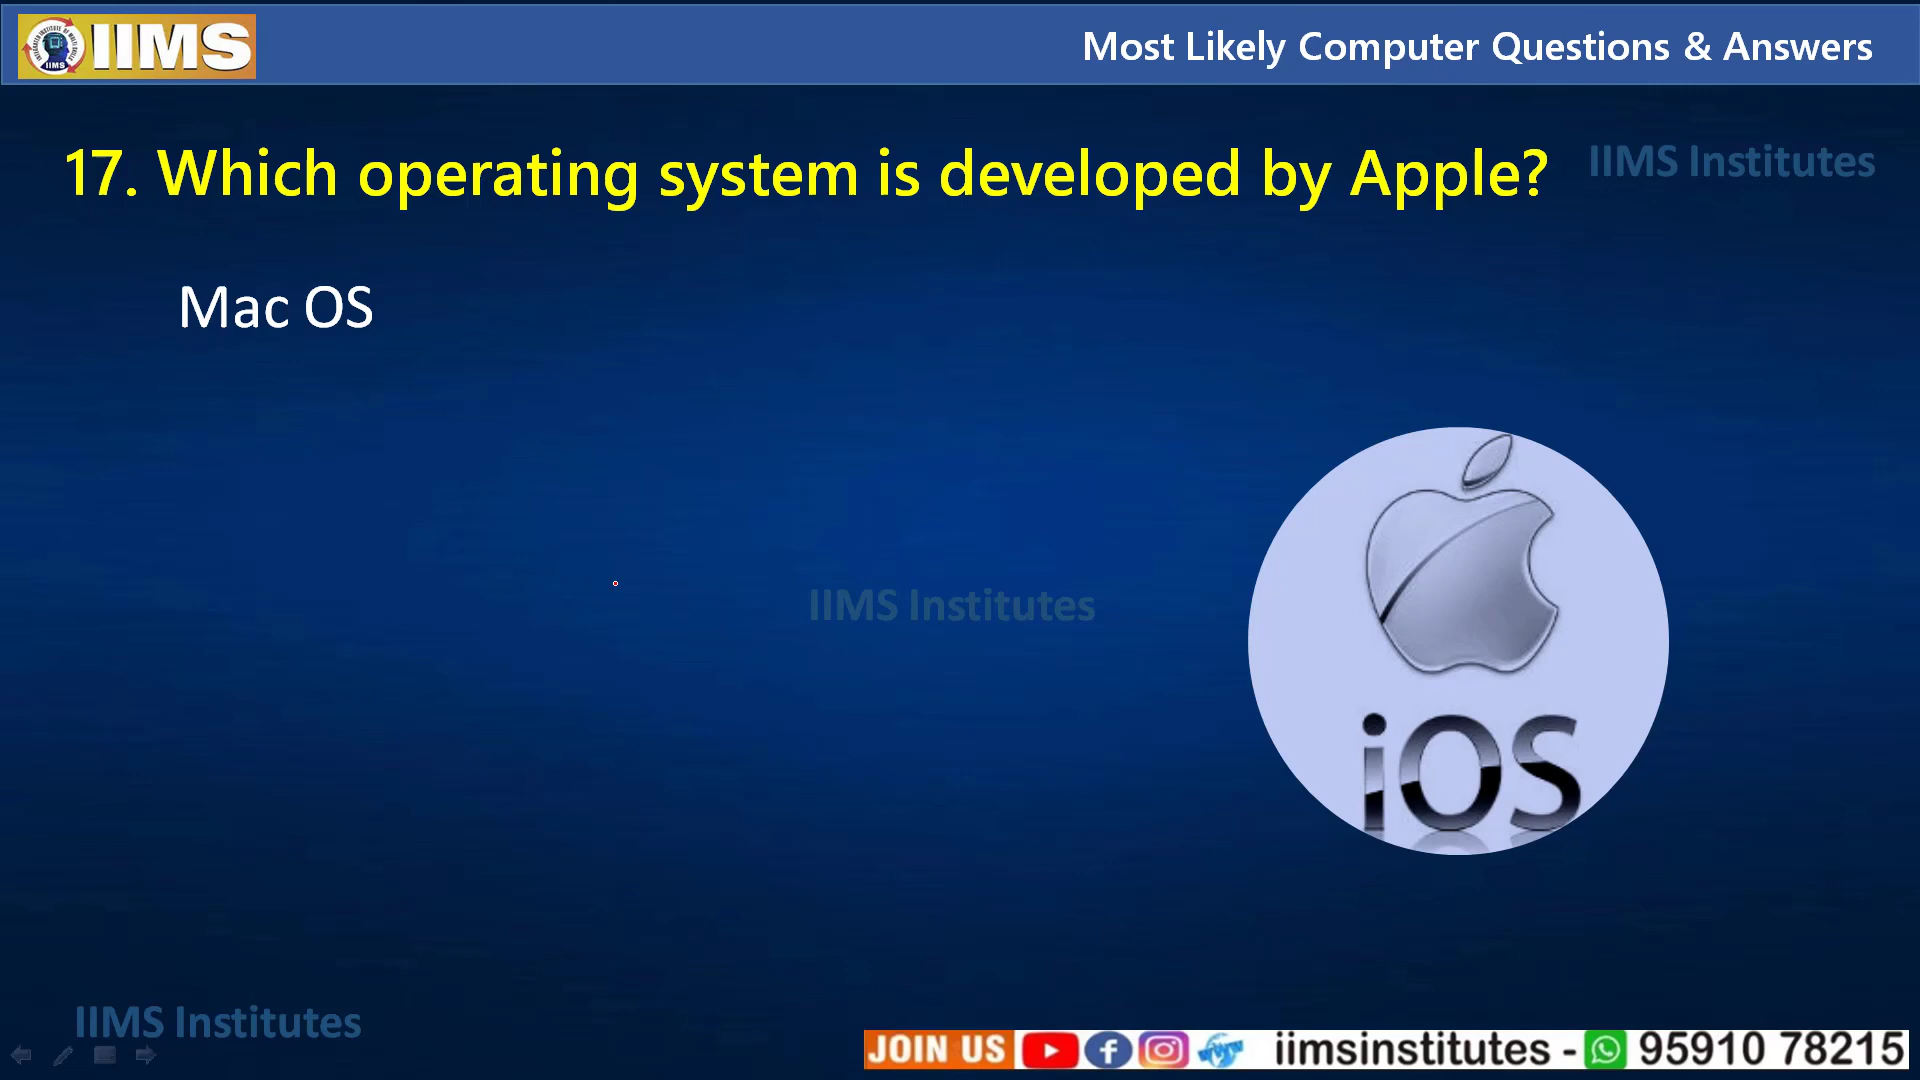 IIMS
Most Likely Computer Questions & Answers
17. Which operating system is developed by Apple?
IIMS Institutes
Mac OS
IIMS Institutes
iOS
IIMS Institutes
JOIN US iimsinstitutes - 95910 78215